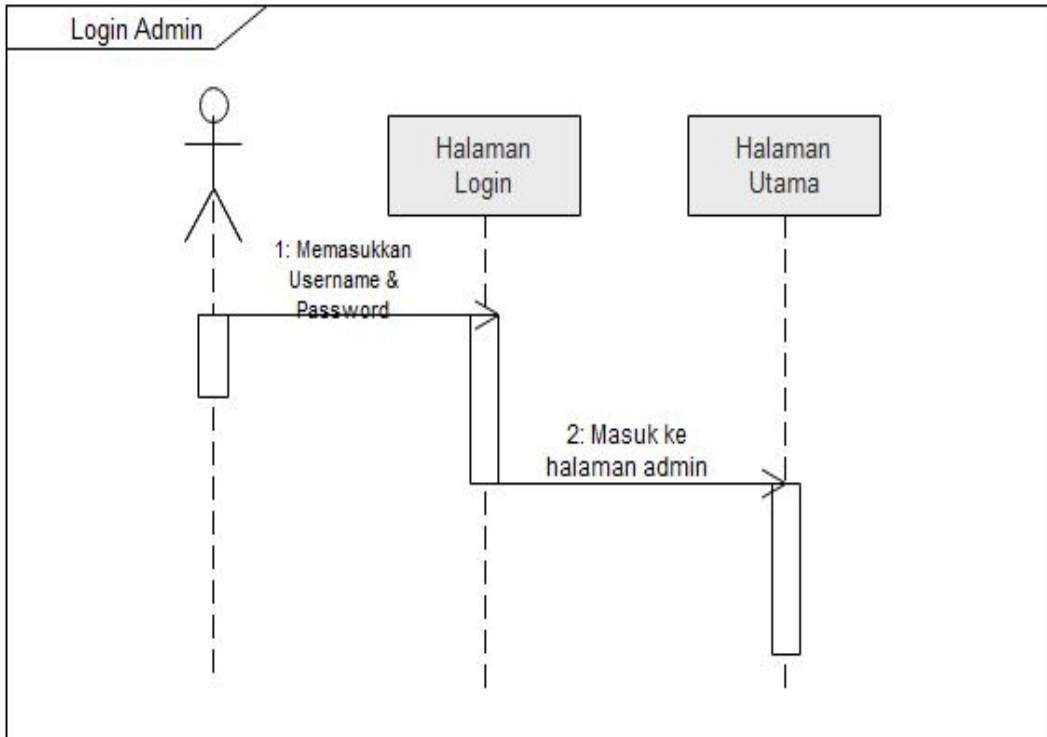 Login Admin
Halaman
Login
Halaman
Utama
1: Memasukkan
Username &
Password
2: Masuk ke
halaman admin